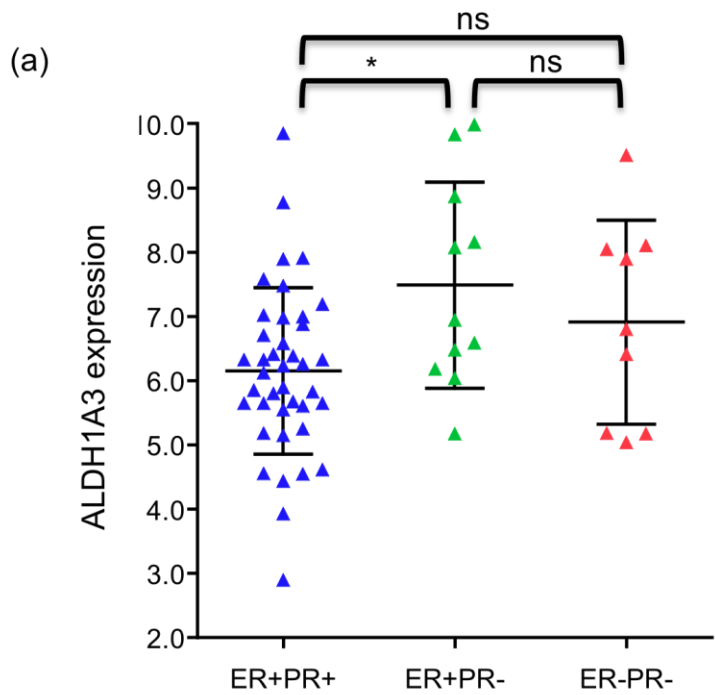 ns
(a)
* ns
10.0
9.0
8.0
7.0
6.0
5.0
4.0
3.0
2.0
ALDH1A3 expression
ER+PR+ ER+PR- ER-PR-